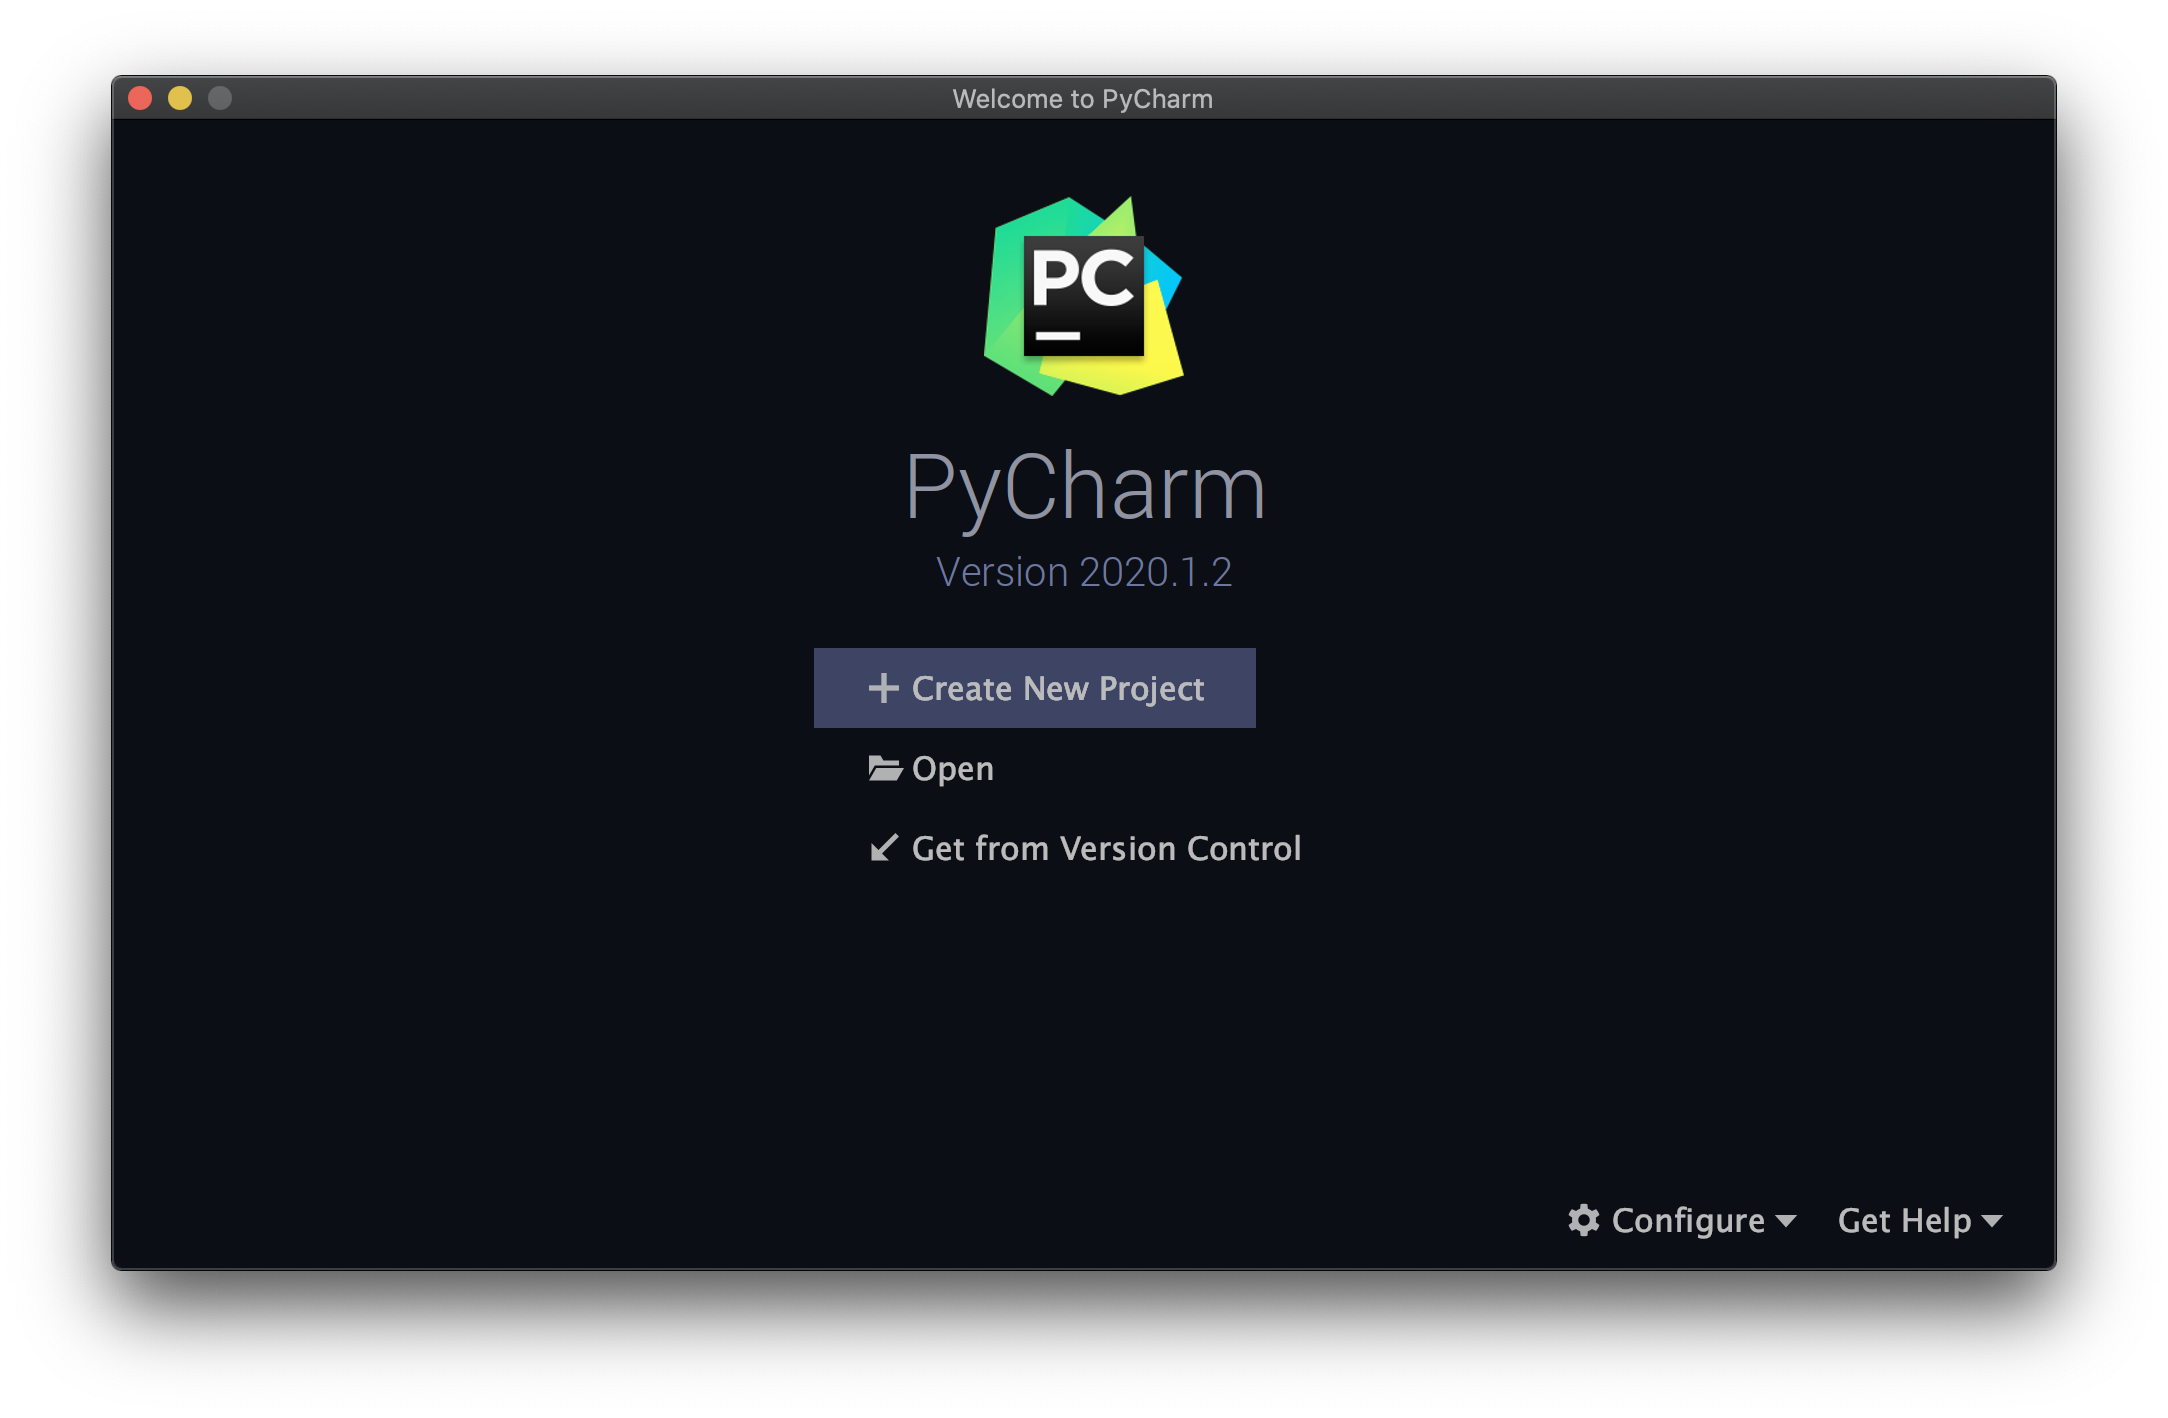 Welcome to PyCharm
PC
PyCharm
Version 2020.1.2
Create New Project
Open
Get from Version Control
Configure
Get Help